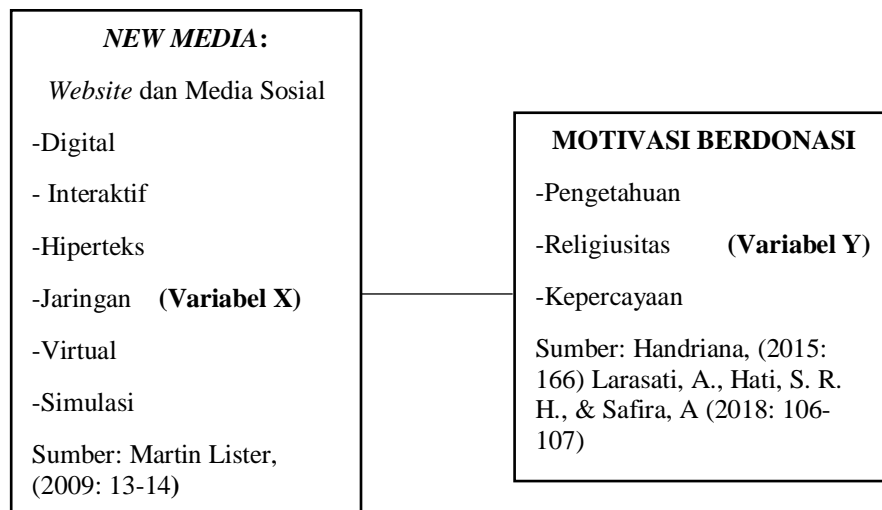 NEW MEDIA:
Website dan Media Sosial
-Digital
- Interaktif
-Hiperteks
-Jaringan (Variabel X)
-Virtual
-Simulasi
Sumber: Martin Lister,
(2009: 13-14)
MOTIVASI BERDONASI
-Pengetahuan
-Religiusitas (Variabel Y)
-Kepercayaan
Sumber: Handriana, (2015:
166) Larasati, A., Hati, S. R.
H., & Safira, A (2018: 106-
107)